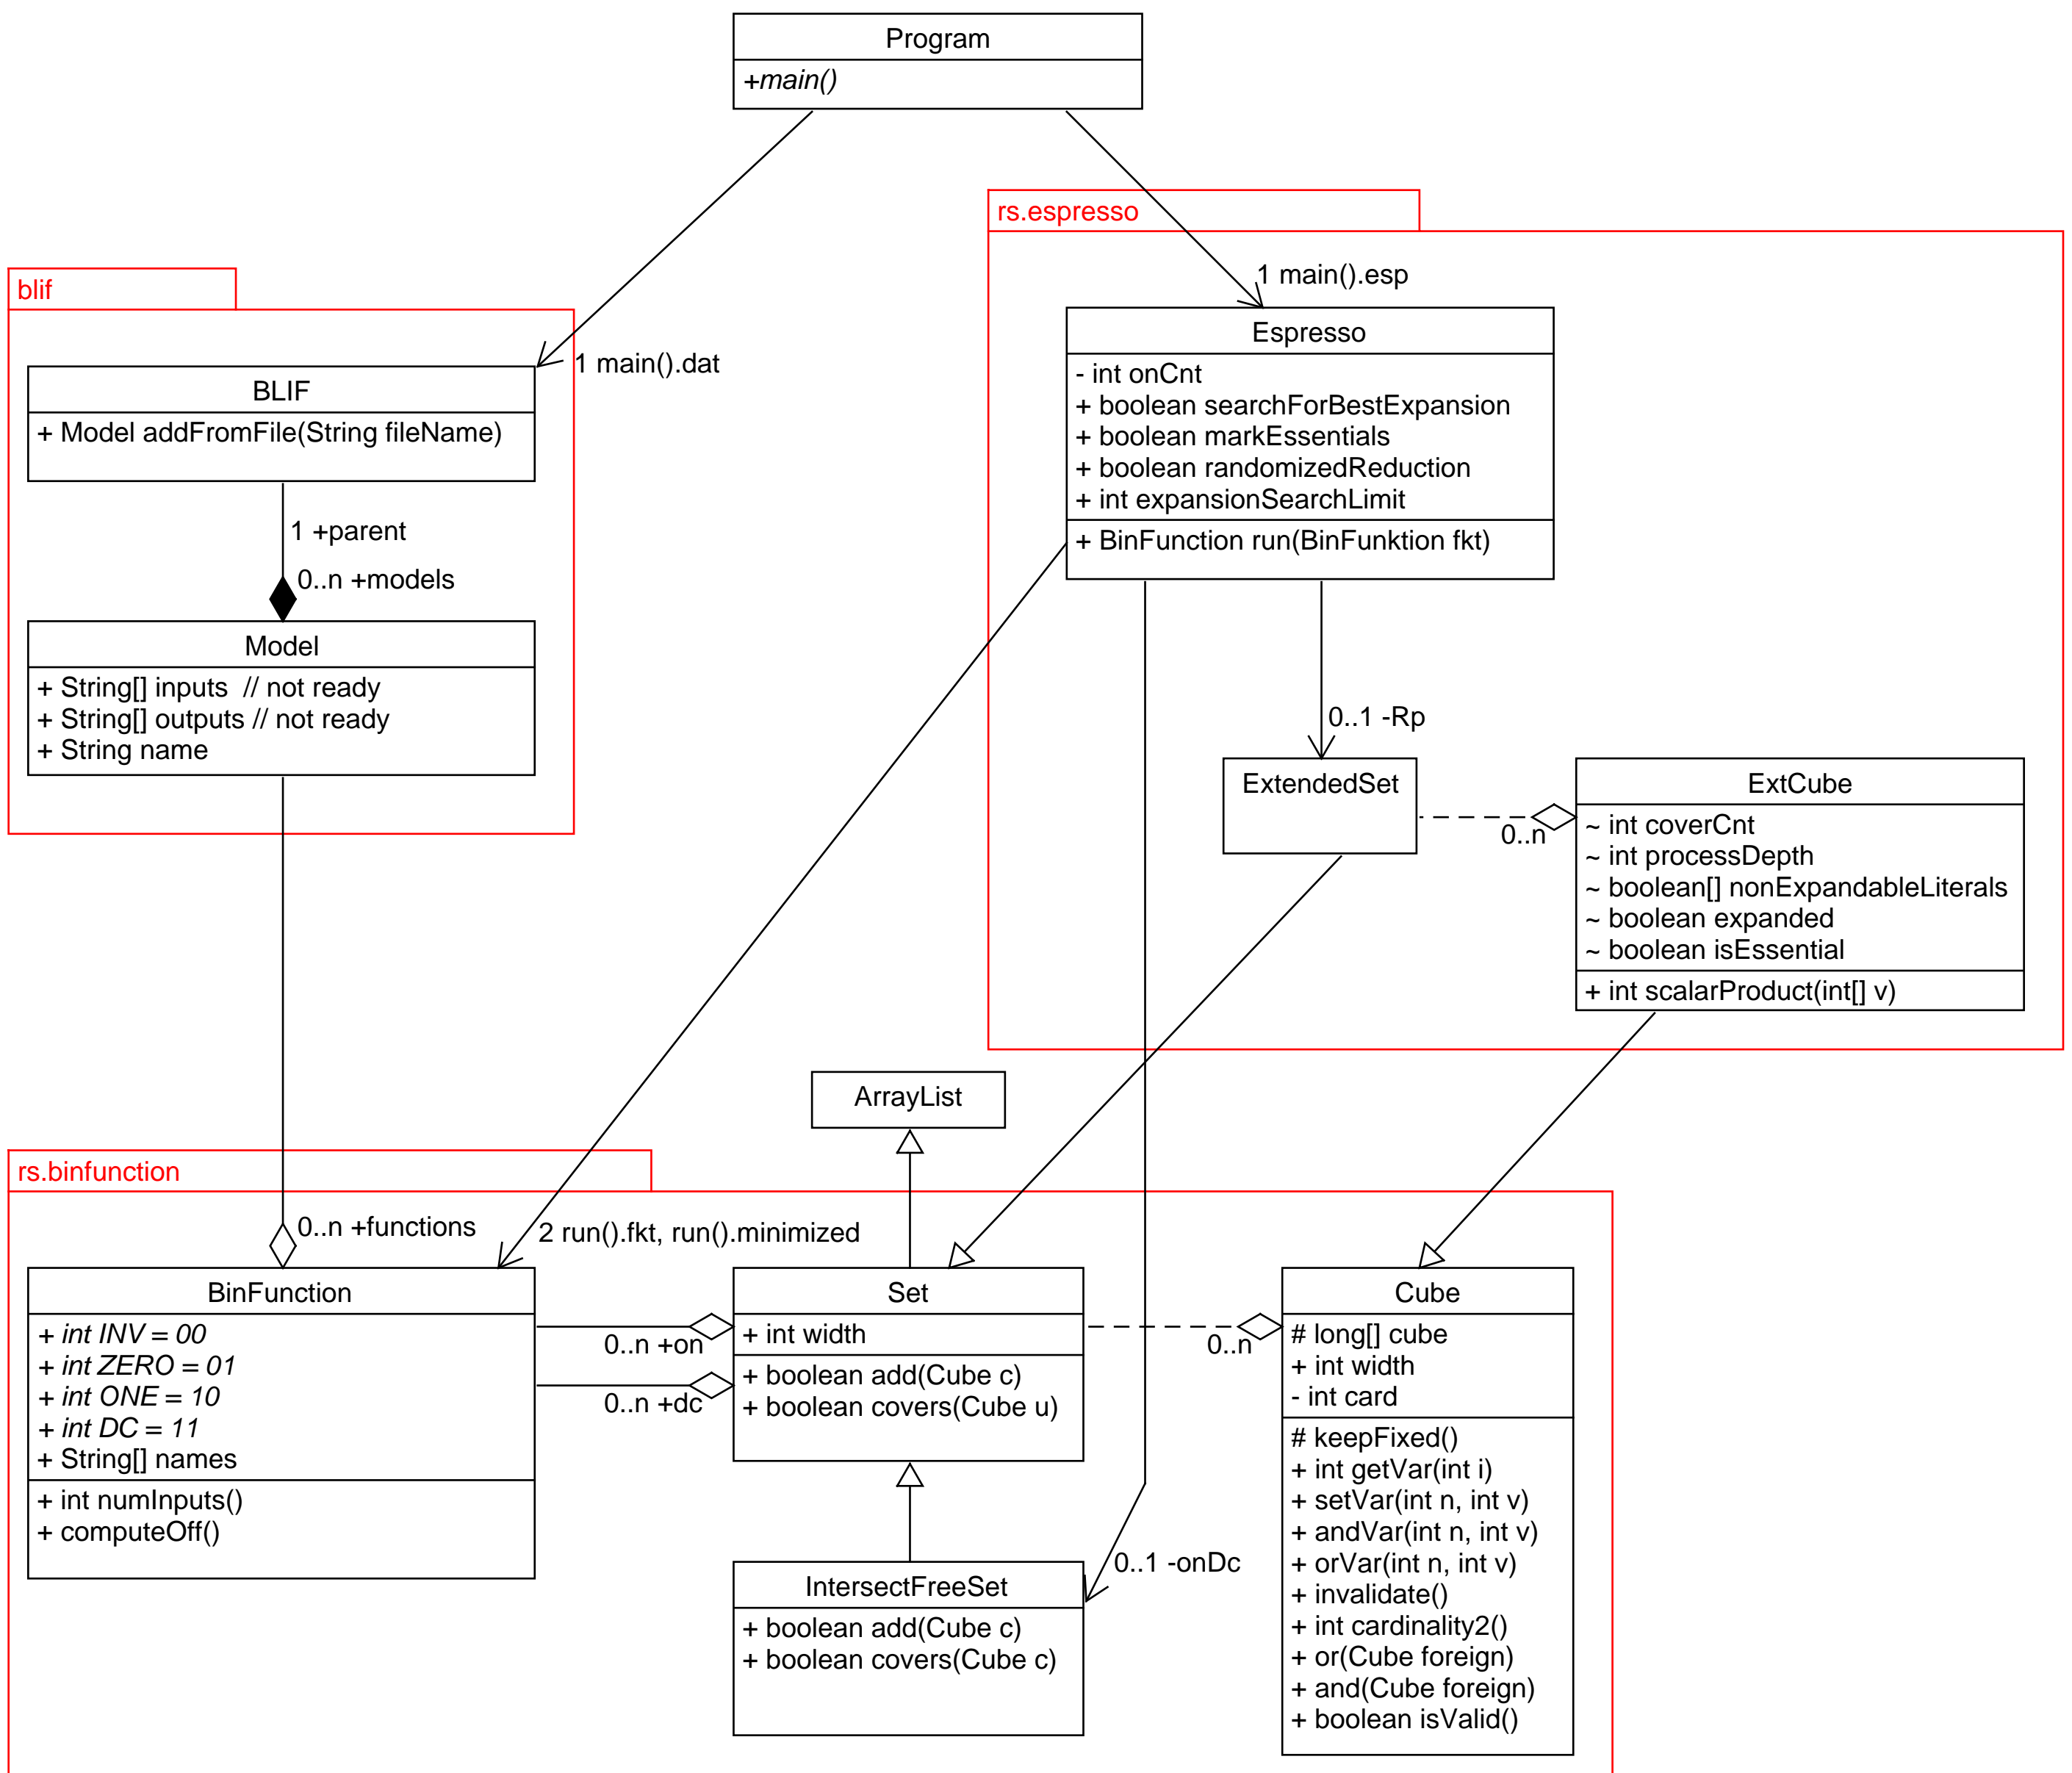 Program
+main()
rs.espresso
1 main().esp
blif
1 main().dat
BLIF
+ Model addFromFile(String fileName)
1 +parent
0..n +models
Model
+ String[] inputs  // not ready
+ String[] outputs // not ready
+ String name
Espresso
- int onCnt
+ boolean searchForBestExpansion
+ boolean markEssentials
+ boolean randomizedReduction
+ int expansionSearchLimit
+ BinFunction run(BinFunktion fkt)
0..1 -Rp
ExtendedSet
0..n
ExtCube
~ int coverCnt
~ int processDepth
~ boolean[] nonExpandableLiterals
~ boolean expanded
~ boolean isEssential
+ int scalarProduct(int[] v)
ArrayList
rs.binfunction
0..n +functions
2 run().fkt, run().minimized
BinFunction
+ int INV = 00
+ int ZERO = 01
+ int ONE = 10
+ int DC = 11
+ String[] names
+ int numInputs()
+ computeOff()
0..n +on
0..n +dc
Set
+ int width
+ boolean add(Cube c)
+ boolean covers(Cube u)
0..n
Cube
# long[] cube
+ int width
- int card
# keepFixed()
+ int getVar(int i)
+ setVar(int n, int v)
+ andVar(int n, int v)
+ orVar(int n, int v)
+ invalidate()
+ int cardinality2()
+ or(Cube foreign)
+ and(Cube foreign)
+ boolean isValid()
0..1 -onDc
IntersectFreeSet
+ boolean add(Cube c)
+ boolean covers(Cube c)